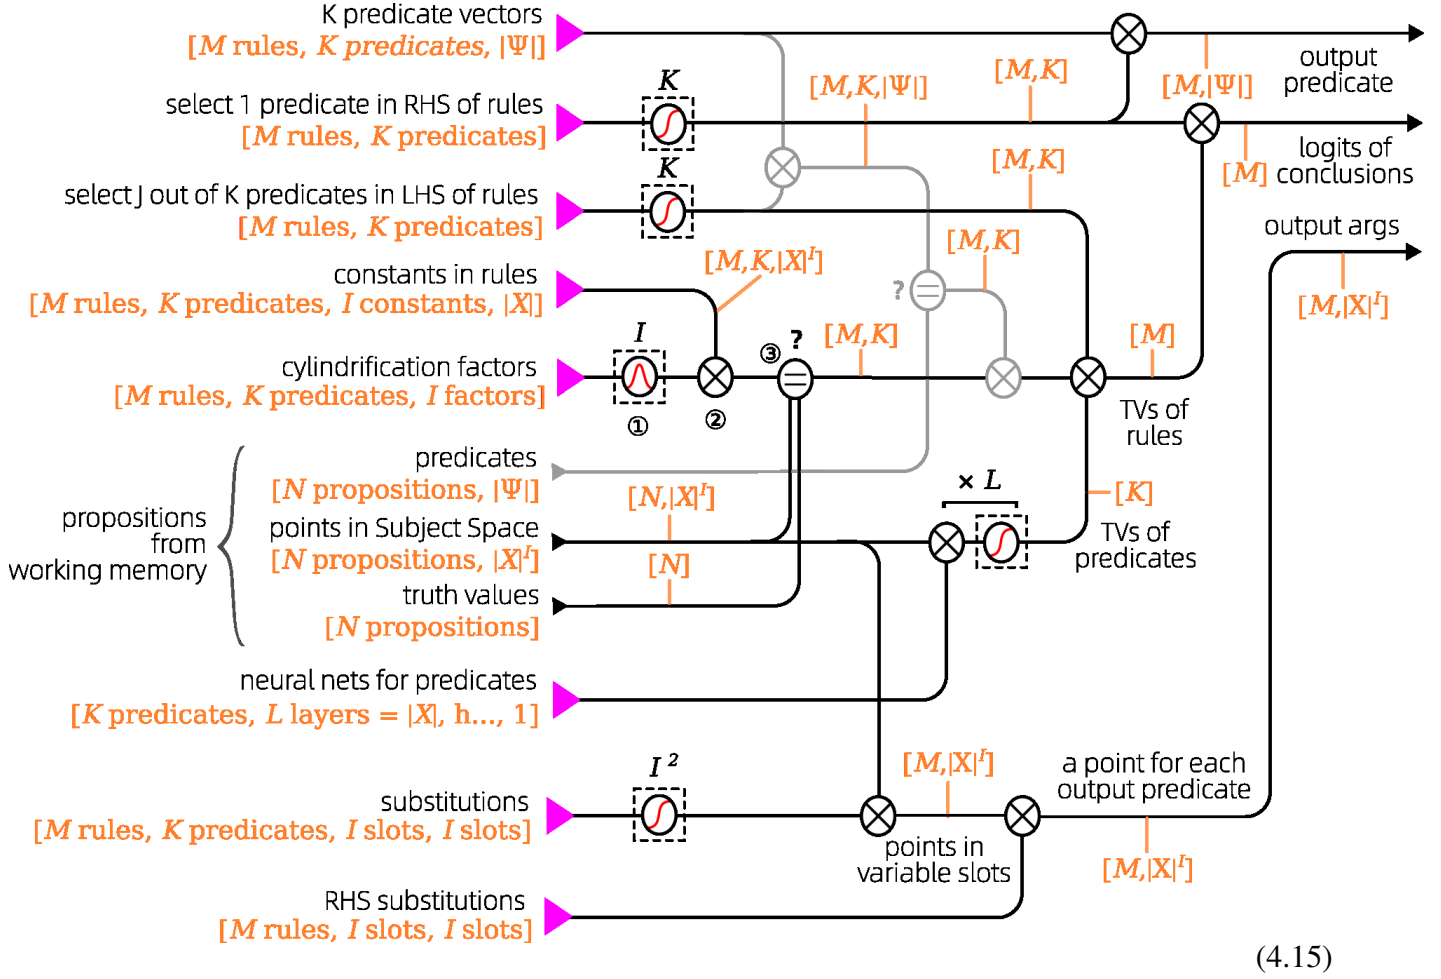 K predicate vectors
[M rules, K predicates, |Ψ|]
output
predicate
[M,|Ψ|]
K
[M,K,|Ψ|]
[M,K]
select 1 predicate in RHS of rules
[M rules, K predicates]
logits of
conclusions
[M]
K
[M,K]
select J out of K predicates in LHS of rules
[M rules, K predicates]
output args
[M,|X|ᴵ]
[M,K]
[M,K,|X|ᴵ]
constants in rules
[M rules, K predicates, I constants, |X|]
? =
I
③ ?
=
[M,K]
[M]
cylindrification factors
[M rules, K predicates, I factors]
① ②
TVs of
rules
predicates
[N propositions, |Ψ|]
× L
[K]
propositions
from
working memory
[N,|X|ᴵ]
points in Subject Space
[N propositions, |X|ᴵ]
TVs of
predicates
[N]
truth values
[N propositions]
neural nets for predicates
[K predicates, L layers = |X|, h..., 1]
I ²
[M,|X|ᴵ]
a point for each
output predicate
substitutions
[M rules, K predicates, I slots, I slots]
points in
variable slots
[M,|X|ᴵ]
RHS substitutions
[M rules, I slots, I slots]
(4.15)